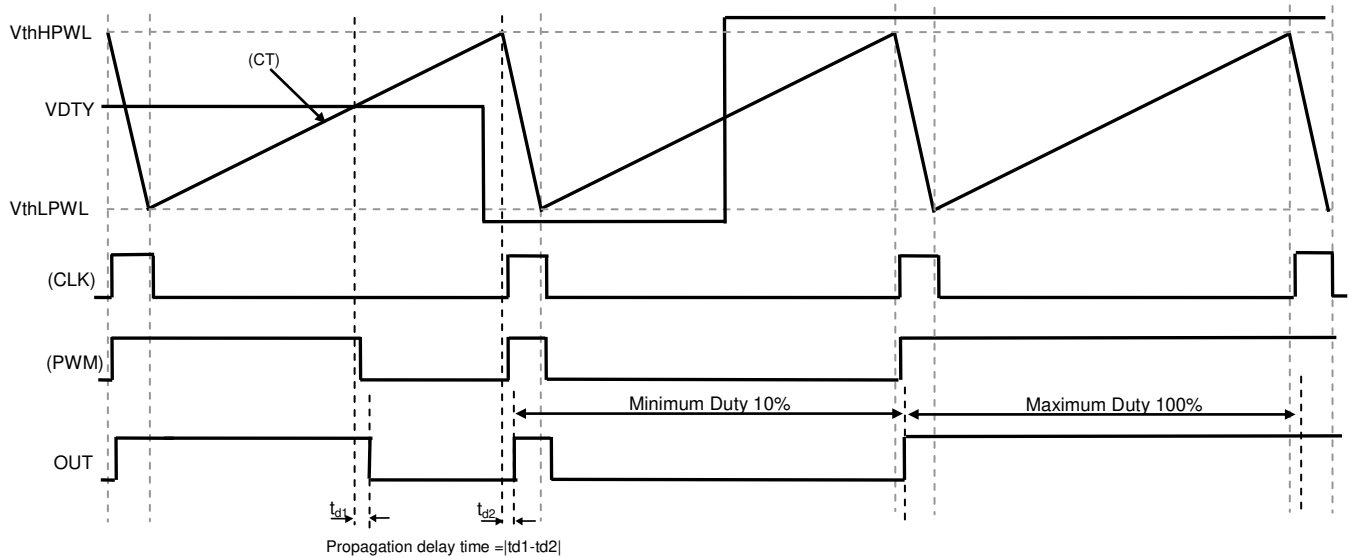 VthHPWL
(CT)
VDTY
VthLPWL
(CLK)
(PWM)
Minimum Duty 10%
Maximum Duty 100%
OUT
td1
td2
Propagation delay time =|td1-td2|